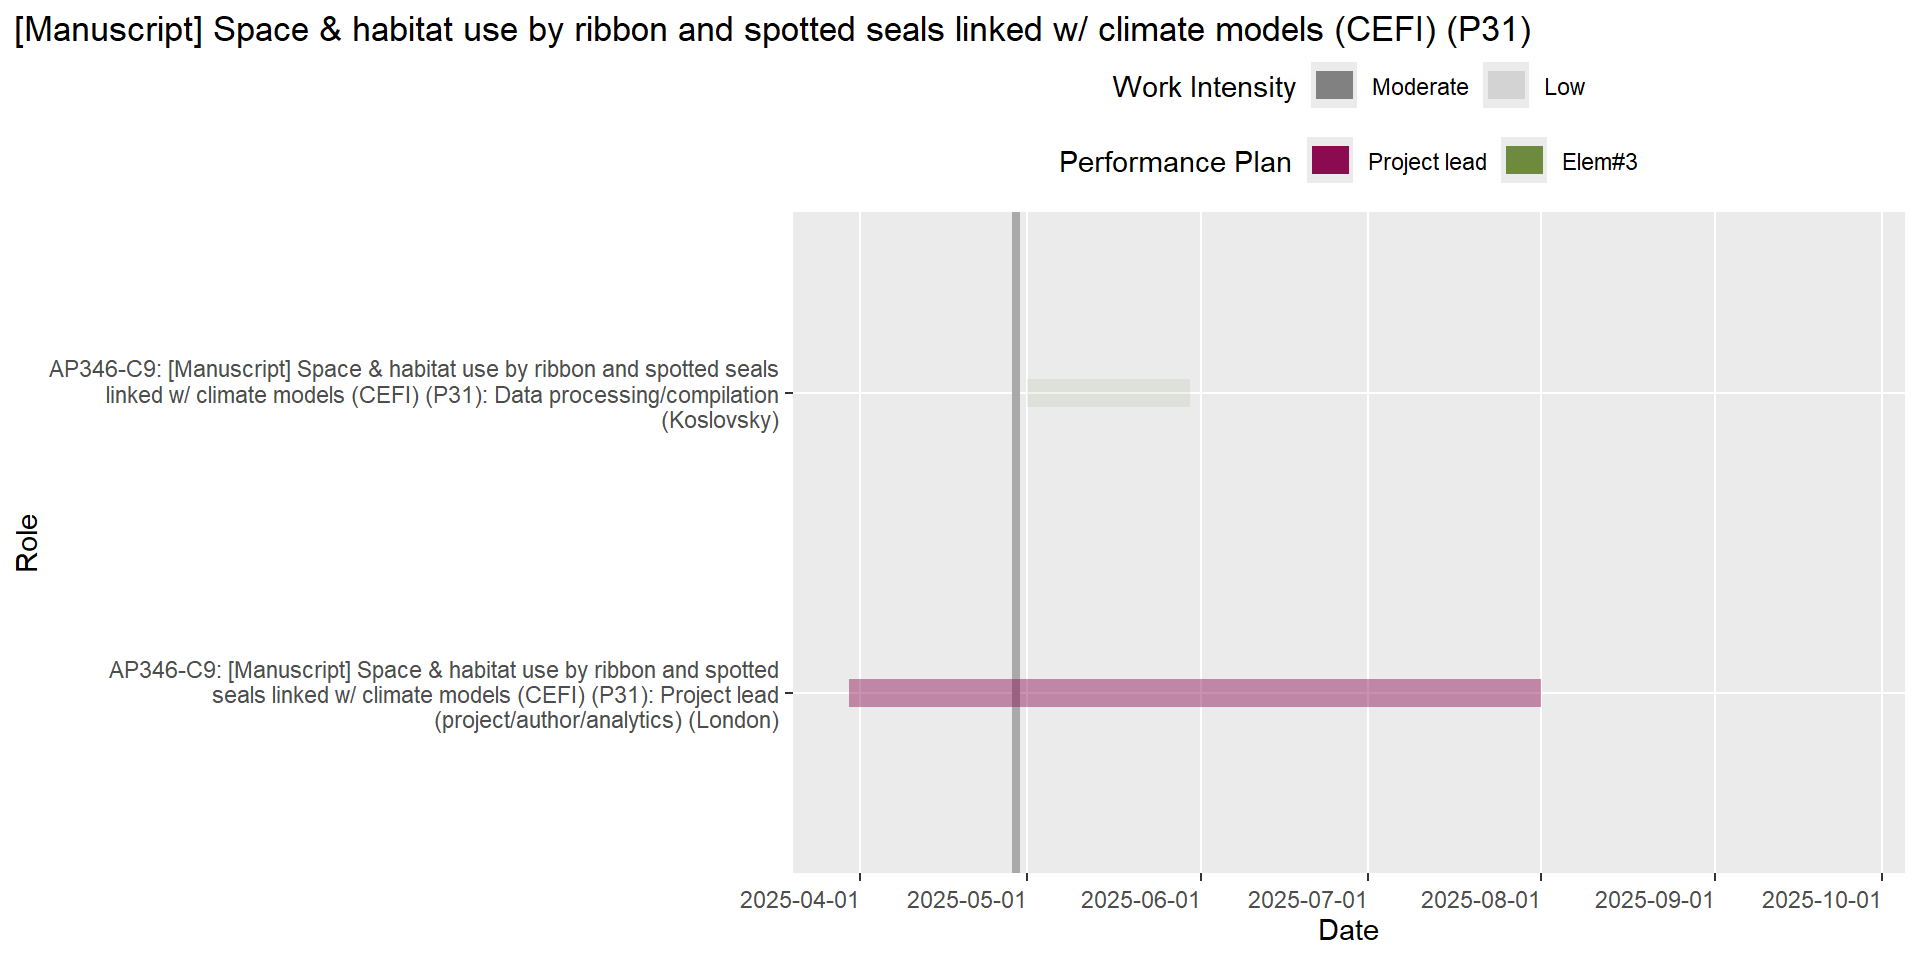 [Manuscript] Space & habitat use by ribbon and spotted seals linked w/ climate models (CEFI) (P31)
Work Intensity Moderate Low
Performance Plan Project lead Elem#3
AP346-C9: [Manuscript] Space & habitat use by ribbon and spotted seals
linked w/ climate models (CEFI) (P31): Data processing/compilation
(Koslovsky)
Role
AP346-C9: [Manuscript] Space & habitat use by ribbon and spotted
seals linked w/ climate models (CEFI) (P31): Project lead
(project/author/analytics) (London)
2025-04-01 2025-05-01 2025-06-01 2025-07-01 2025-08-01 2025-09-01 2025-10-01
Date